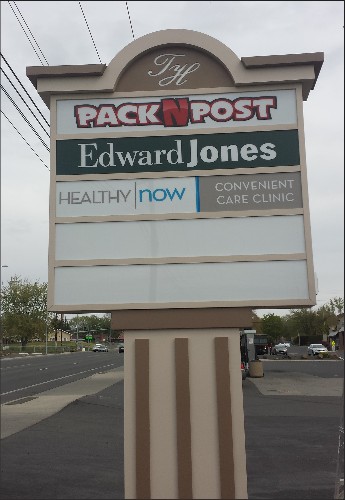 TH
PACK N POST
Edward Jones
HEALTHY now
CONVENIENT
CARE CLINIC